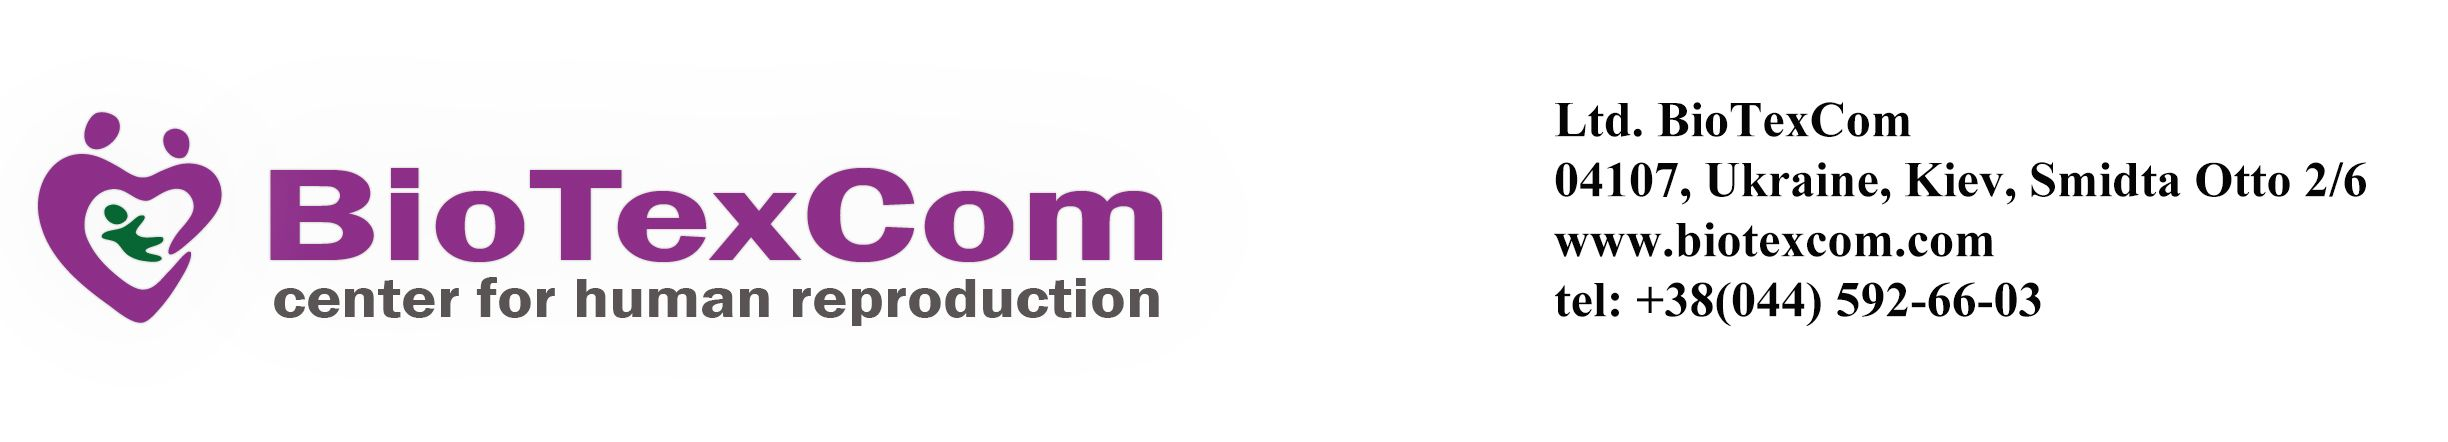 BioTexCom
center for human reproduction
Ltd. BioTexCom
04107, Ukraine, Kiev, Smidta Otto 2/6
www.biotexcom.com
tel: +38(044) 592-66-03